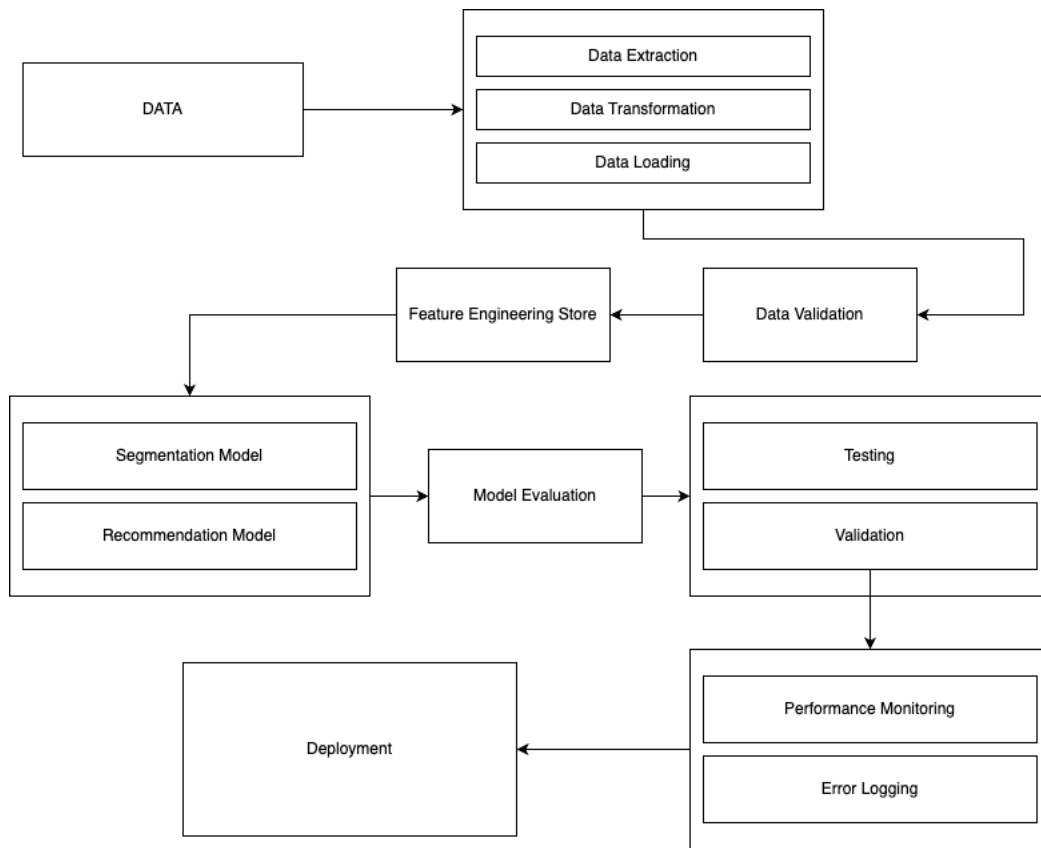 DATA
Data Extraction
Data Transformation
Data Loading
Feature Engineering Store
Data Validation
Segmentation Model
Recommendation Model
Model Evaluation
Testing
Validation
Deployment
Performance Monitoring
Error Logging